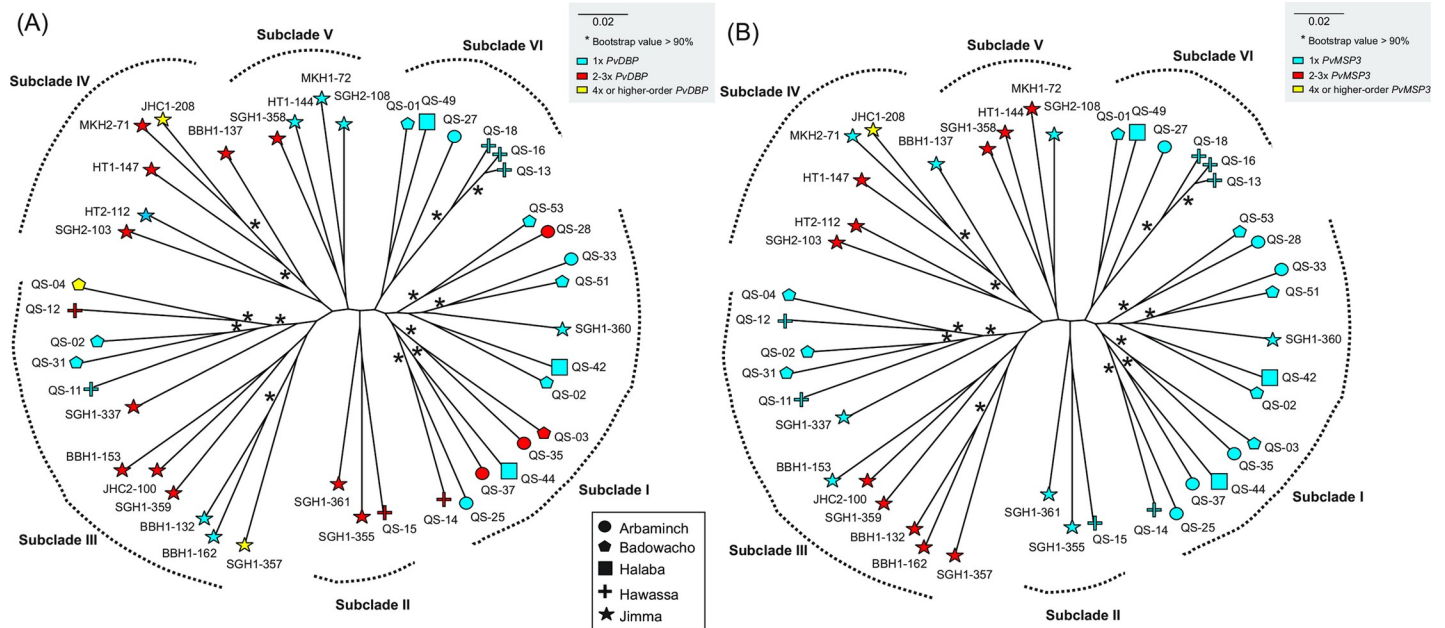 (A)
Subclade V
Subclade VI
Subclade IV
0.02
* Bootstrap value > 90%
1x PvDBP
2-3x PvDBP
4x or higher-order PvDBP
MKH1-72
SGH2-108
HT1-144
SGH1-358
BBH1-137
JHC1-208
MKH2-71
HT1-147
HT2-112
SGH2-103
QS-01
QS-49
QS-27
QS-18
QS-16
QS-13
QS-53
QS-28
QS-33
QS-51
SGH1-360
QS-42
QS-02
QS-03
QS-35
QS-44
QS-37
QS-25
QS-14
Subclade I
QS-04
QS-12
QS-02
QS-31
QS-11
SGH1-337
BBH1-153
JHC2-100
SGH1-359
BBH1-132
BBH1-162
SGH1-357
SGH1-361
SGH1-355
QS-15
Subclade III
Subclade II
Arbaminch
Badowacho
Halaba
Hawassa
Jimma
(B)
Subclade V
Subclade VI
Subclade IV
0.02
* Bootstrap value > 90%
1x PvMSP3
2-3x PvMSP3
4x or higher-order PvMSP3
MKH1-72
SGH2-108
HT1-144
SGH1-358
BBH1-137
JHC1-208
MKH2-71
HT1-147
HT2-112
SGH2-103
QS-01
QS-49
QS-27
QS-18
QS-16
QS-13
QS-53
QS-28
QS-33
QS-51
SGH1-360
QS-42
QS-02
QS-03
QS-35
QS-44
QS-37
QS-25
QS-14
Subclade I
QS-04
QS-12
QS-02
QS-31
QS-11
SGH1-337
BBH1-153
JHC2-100
SGH1-359
BBH1-132
BBH1-162
SGH1-357
SGH1-361
SGH1-355
QS-15
Subclade III
Subclade II